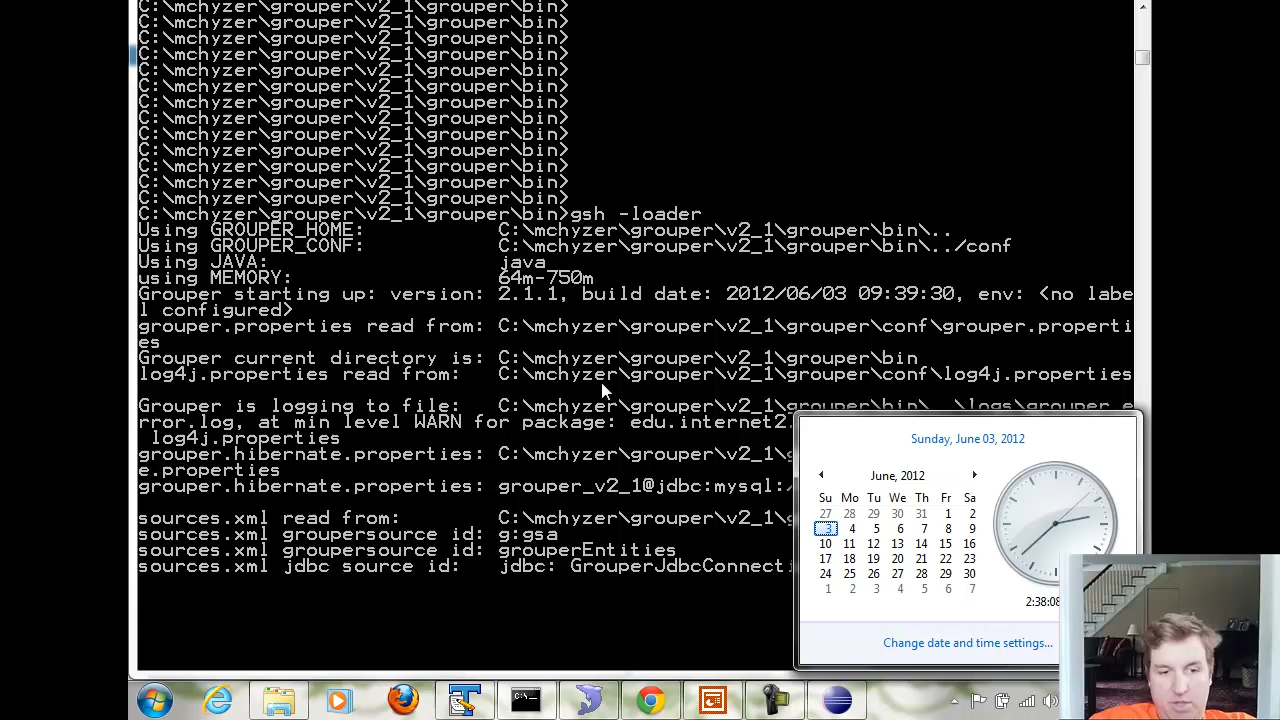 C:\mchyzer\grouper\v2_1\grouper\bin>
C:\mchyzer\grouper\v2_1\grouper\bin>
C:\mchyzer\grouper\v2_1\grouper\bin>
C:\mchyzer\grouper\v2_1\grouper\bin>
C:\mchyzer\grouper\v2_1\grouper\bin>
C:\mchyzer\grouper\v2_1\grouper\bin>
C:\mchyzer\grouper\v2_1\grouper\bin>
C:\mchyzer\grouper\v2_1\grouper\bin>
C:\mchyzer\grouper\v2_1\grouper\bin>
C:\mchyzer\grouper\v2_1\grouper\bin>
C:\mchyzer\grouper\v2_1\grouper\bin>
C:\mchyzer\grouper\v2_1\grouper\bin>
C:\mchyzer\grouper\v2_1\grouper\bin>
C:\mchyzer\grouper\v2_1\grouper\bin>gsh -loader
Using GROUPER_HOME: C:\mchyzer\grouper\v2_1\grouper\bin\..
Using GROUPER_CONF: C:\mchyzer\grouper\v2_1\grouper\bin\../conf
Using JAVA: java
using MEMORY: 64m-750m
Grouper starting up: version: 2.1.1, build date: 2012/06/03 09:39:30, env: <no labe
l configured>
grouper.properties read from: C:\mchyzer\grouper\v2_1\grouper\conf\grouper.properti
es
Grouper current directory is: C:\mchyzer\grouper\v2_1\grouper\bin
log4j.properties read from: C:\mchyzer\grouper\v2_1\grouper\conf\log4j.properties
Grouper is logging to file: C:\mchyzer\grouper\v2_1\grouper\bin\..\logs\grouper_e
rror.log, at min level WARN for package: edu.internet2.
log4j.properties
grouper.hibernate.properties: C:\mchyzer\grouper\v2_1\
e.properties
grouper.hibernate.properties: grouper_v2_1@jdbc:mysql:/
sources.xml read from: C:\mchyzer\grouper\v2_1\g
sources.xml groupersource id: g:gsa
sources.xml groupersource id: grouperEntities
sources.xml jdbc source id: jdbc: GrouperJdbcConnecti
Sunday, June 03, 2012
June, 2012
Su Mo Tu We Th Fr Sa
27 28 29 30 31 1 2
3 4 5 6 7 8 9
10 11 12 13 14 15 16
17 18 19 20 21 22 23
24 25 26 27 28 29 30
1 2 3 4 5 6 7
2:38:08
Change date and time settings...